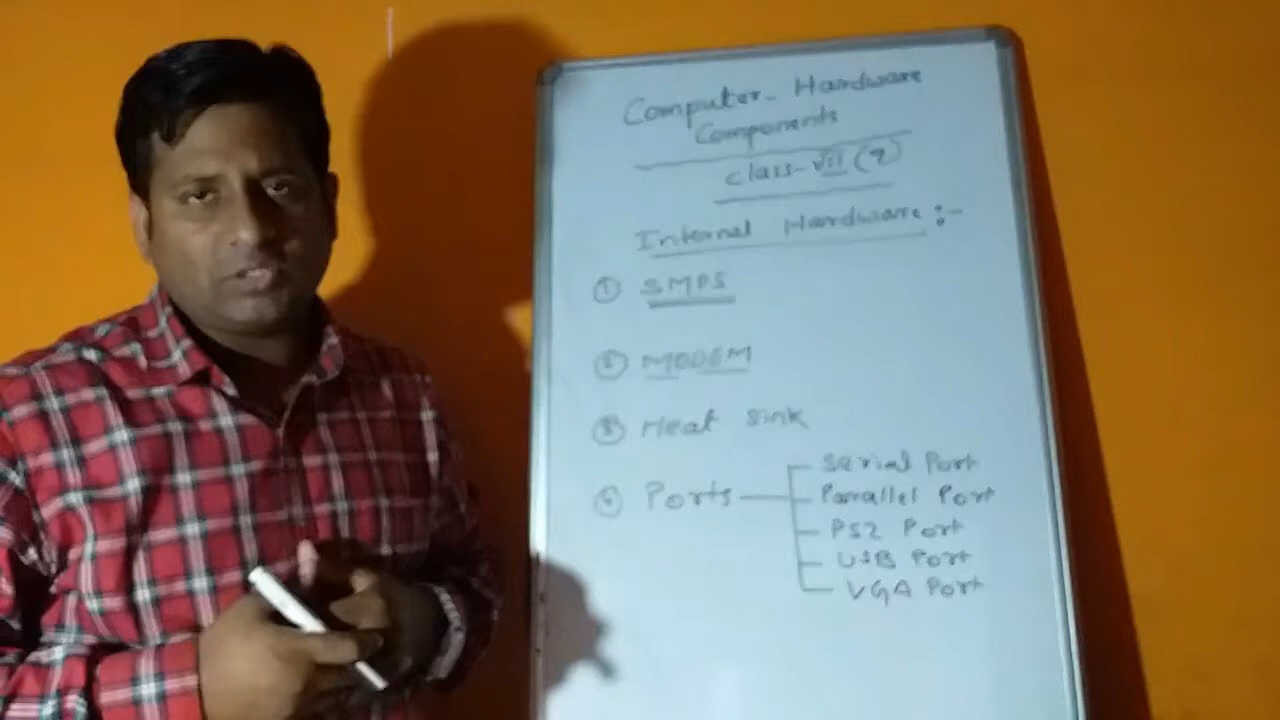 Computer - Hardware
Components
class - VII (9)
Internal Hardware :-
① SMPS
② MODEM
③ Heat sink
④ Ports
Serial Port
Parallel Port
PS2 Port
USB Port
VGA Port